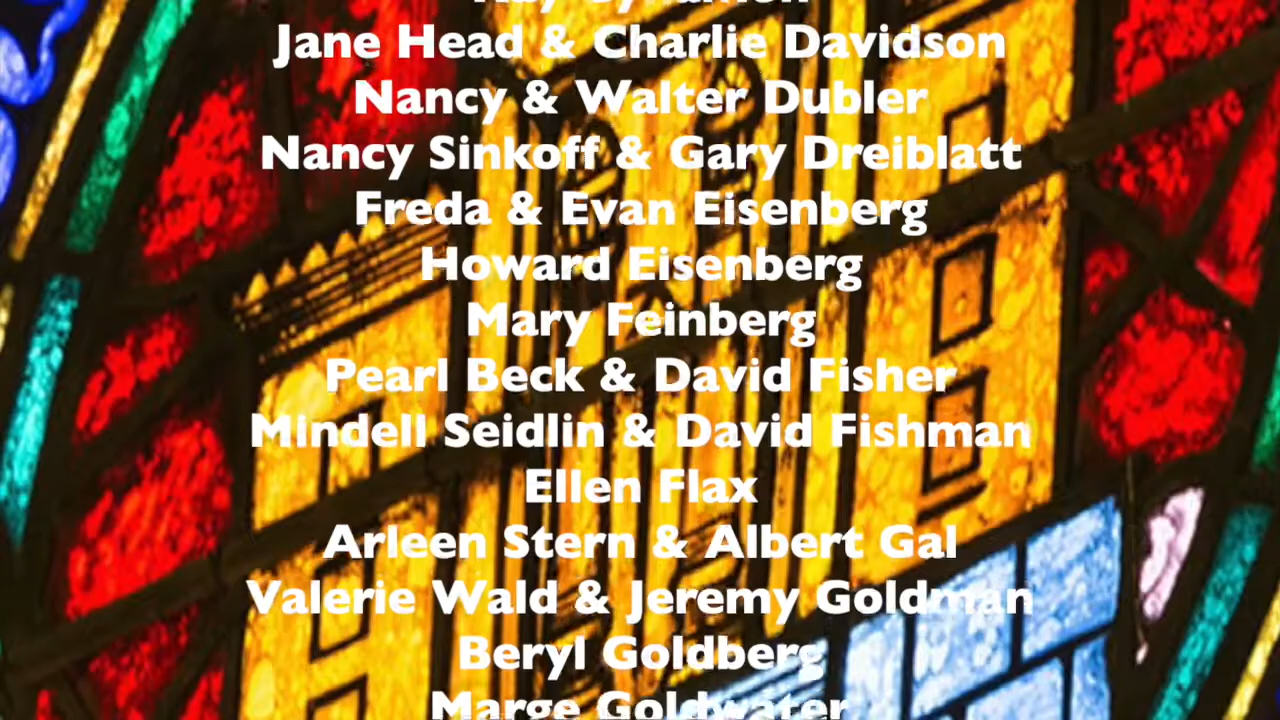 Jane Head & Charlie Davidson
Nancy & Walter Dubler
Nancy Sinkoff & Gary Dreiblatt
Freda & Evan Eisenberg
Howard Eisenberg
Mary Feinberg
Pearl Beck & David Fisher
Mindell Seidlin & David Fishman
Ellen Flax
Arleen Stern & Albert Gal
Valerie Wald & Jeremy Goldman
Beryl Goldberg
Marge Goldwater